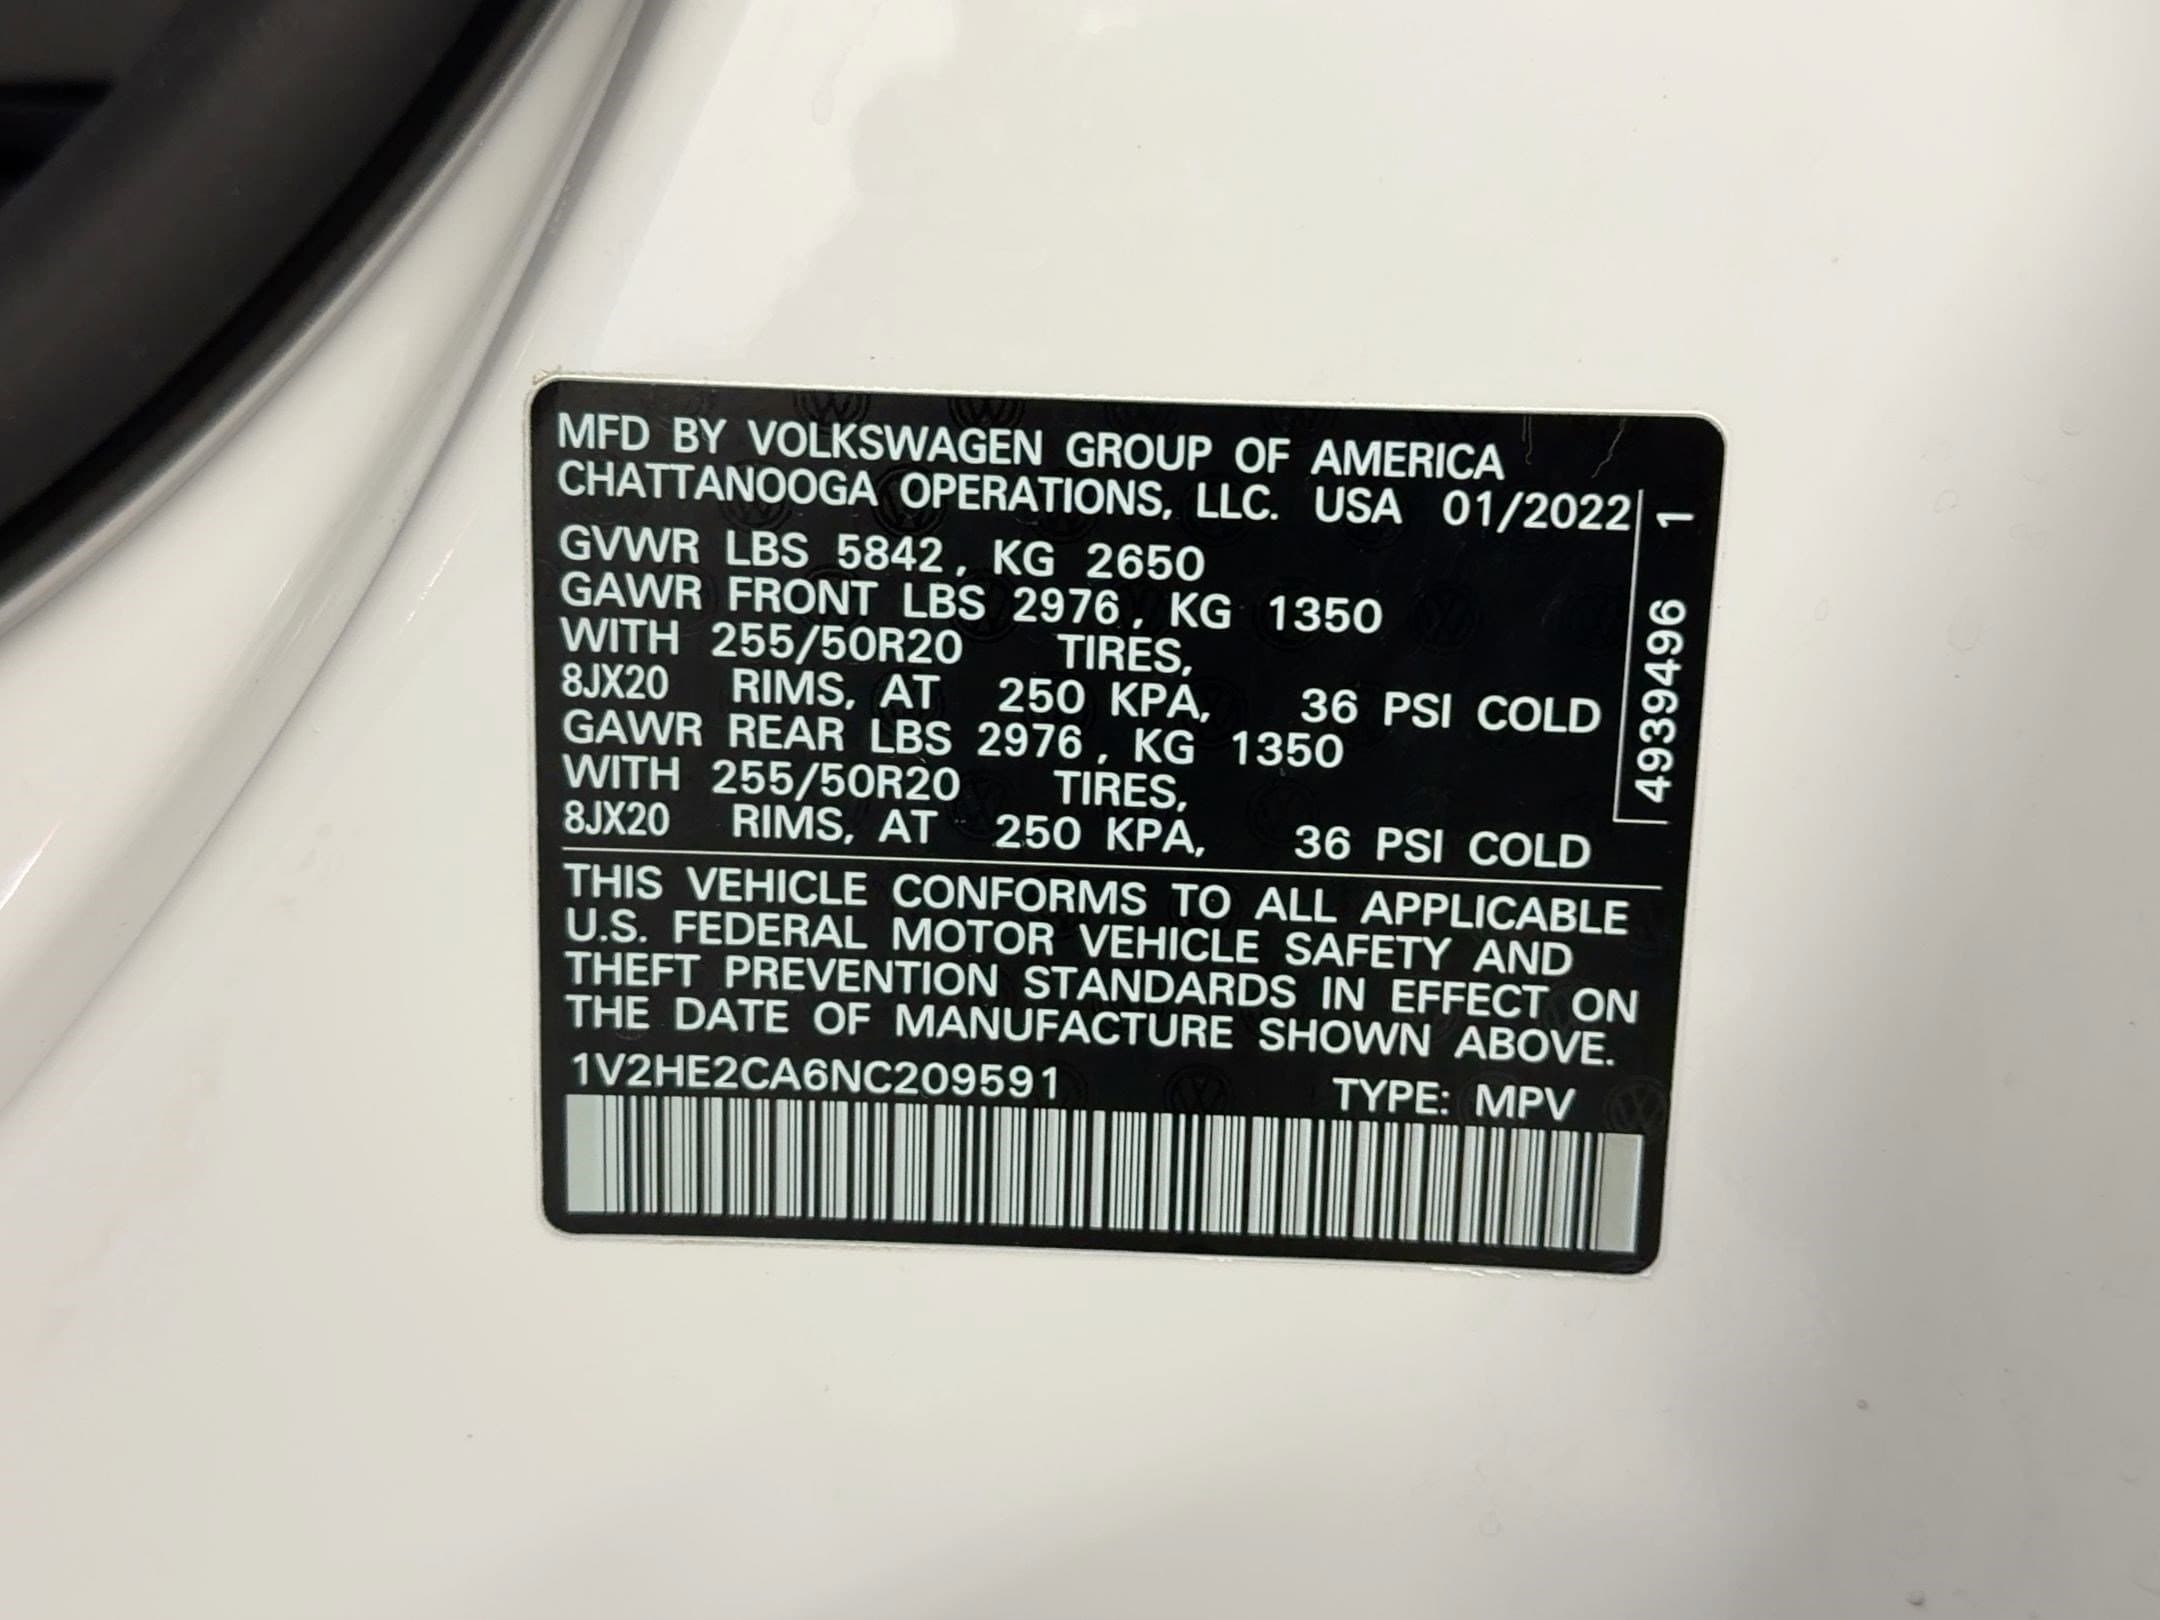 MFD BY VOLKSWAGEN GROUP OF AMERICA
CHATTANOOGA OPERATIONS, LLC. USA 01/2022
GVWR LBS 5842, KG 2650
GAWR FRONT LBS 2976, KG 1350
WITH 255/50R20 TIRES,
8JX20 RIMS, AT 250 KPA, 36 PSI COLD
GAWR REAR LBS 2976, KG 1350
WITH 255/50R20 TIRES,
8JX20 RIMS, AT 250 KPA, 36 PSI COLD
THIS VEHICLE CONFORMS TO ALL APPLICABLE
U.S. FEDERAL MOTOR VEHICLE SAFETY AND
THEFT PREVENTION STANDARDS IN EFFECT ON
THE DATE OF MANUFACTURE SHOWN ABOVE.
1V2HE2CA6NC209591 TYPE: MPV
4939496 1